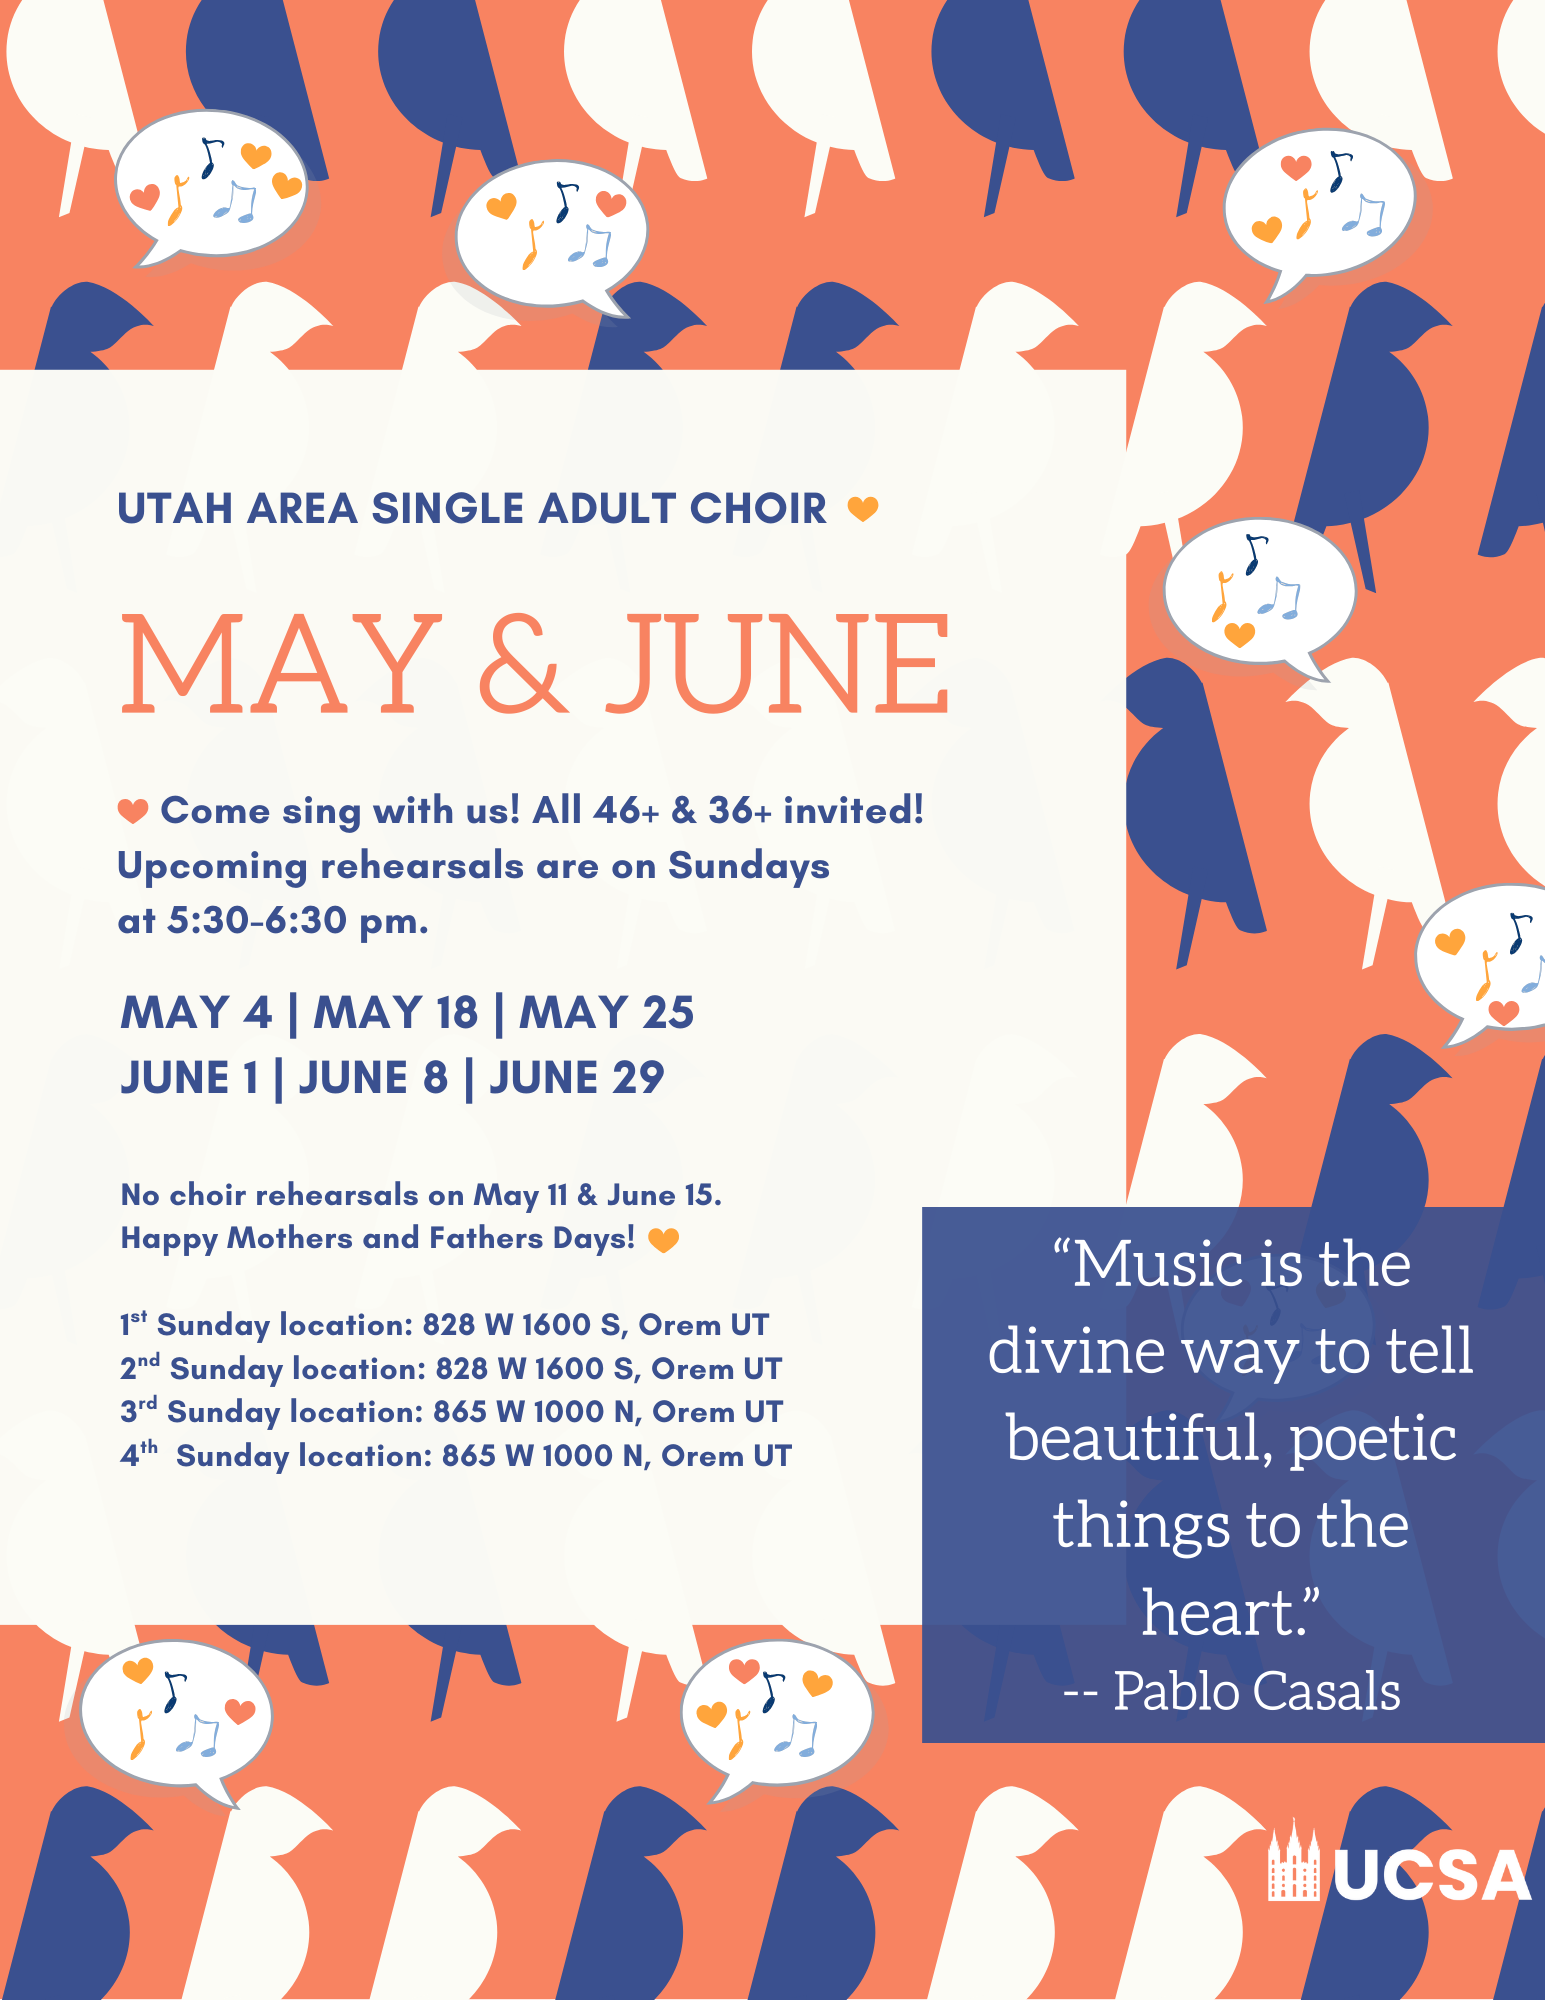 UTAH AREA SINGLE ADULT CHOIR
MAY & JUNE
Come sing with us! All 46+ & 36+ invited!
Upcoming rehearsals are on Sundays
at 5:30-6:30 pm.
MAY 4 | MAY 18 | MAY 25
JUNE 1 | JUNE 8 | JUNE 29
No choir rehearsals on May 11 & June 15.
Happy Mothers and Fathers Days!
1st Sunday location: 828 W 1600 S, Orem UT
2nd Sunday location: 828 W 1600 S, Orem UT
3rd Sunday location: 865 W 1000 N, Orem UT
4th Sunday location: 865 W 1000 N, Orem UT
“Music is the
divine way to tell
beautiful, poetic
things to the
heart.”
-- Pablo Casals
UCSA